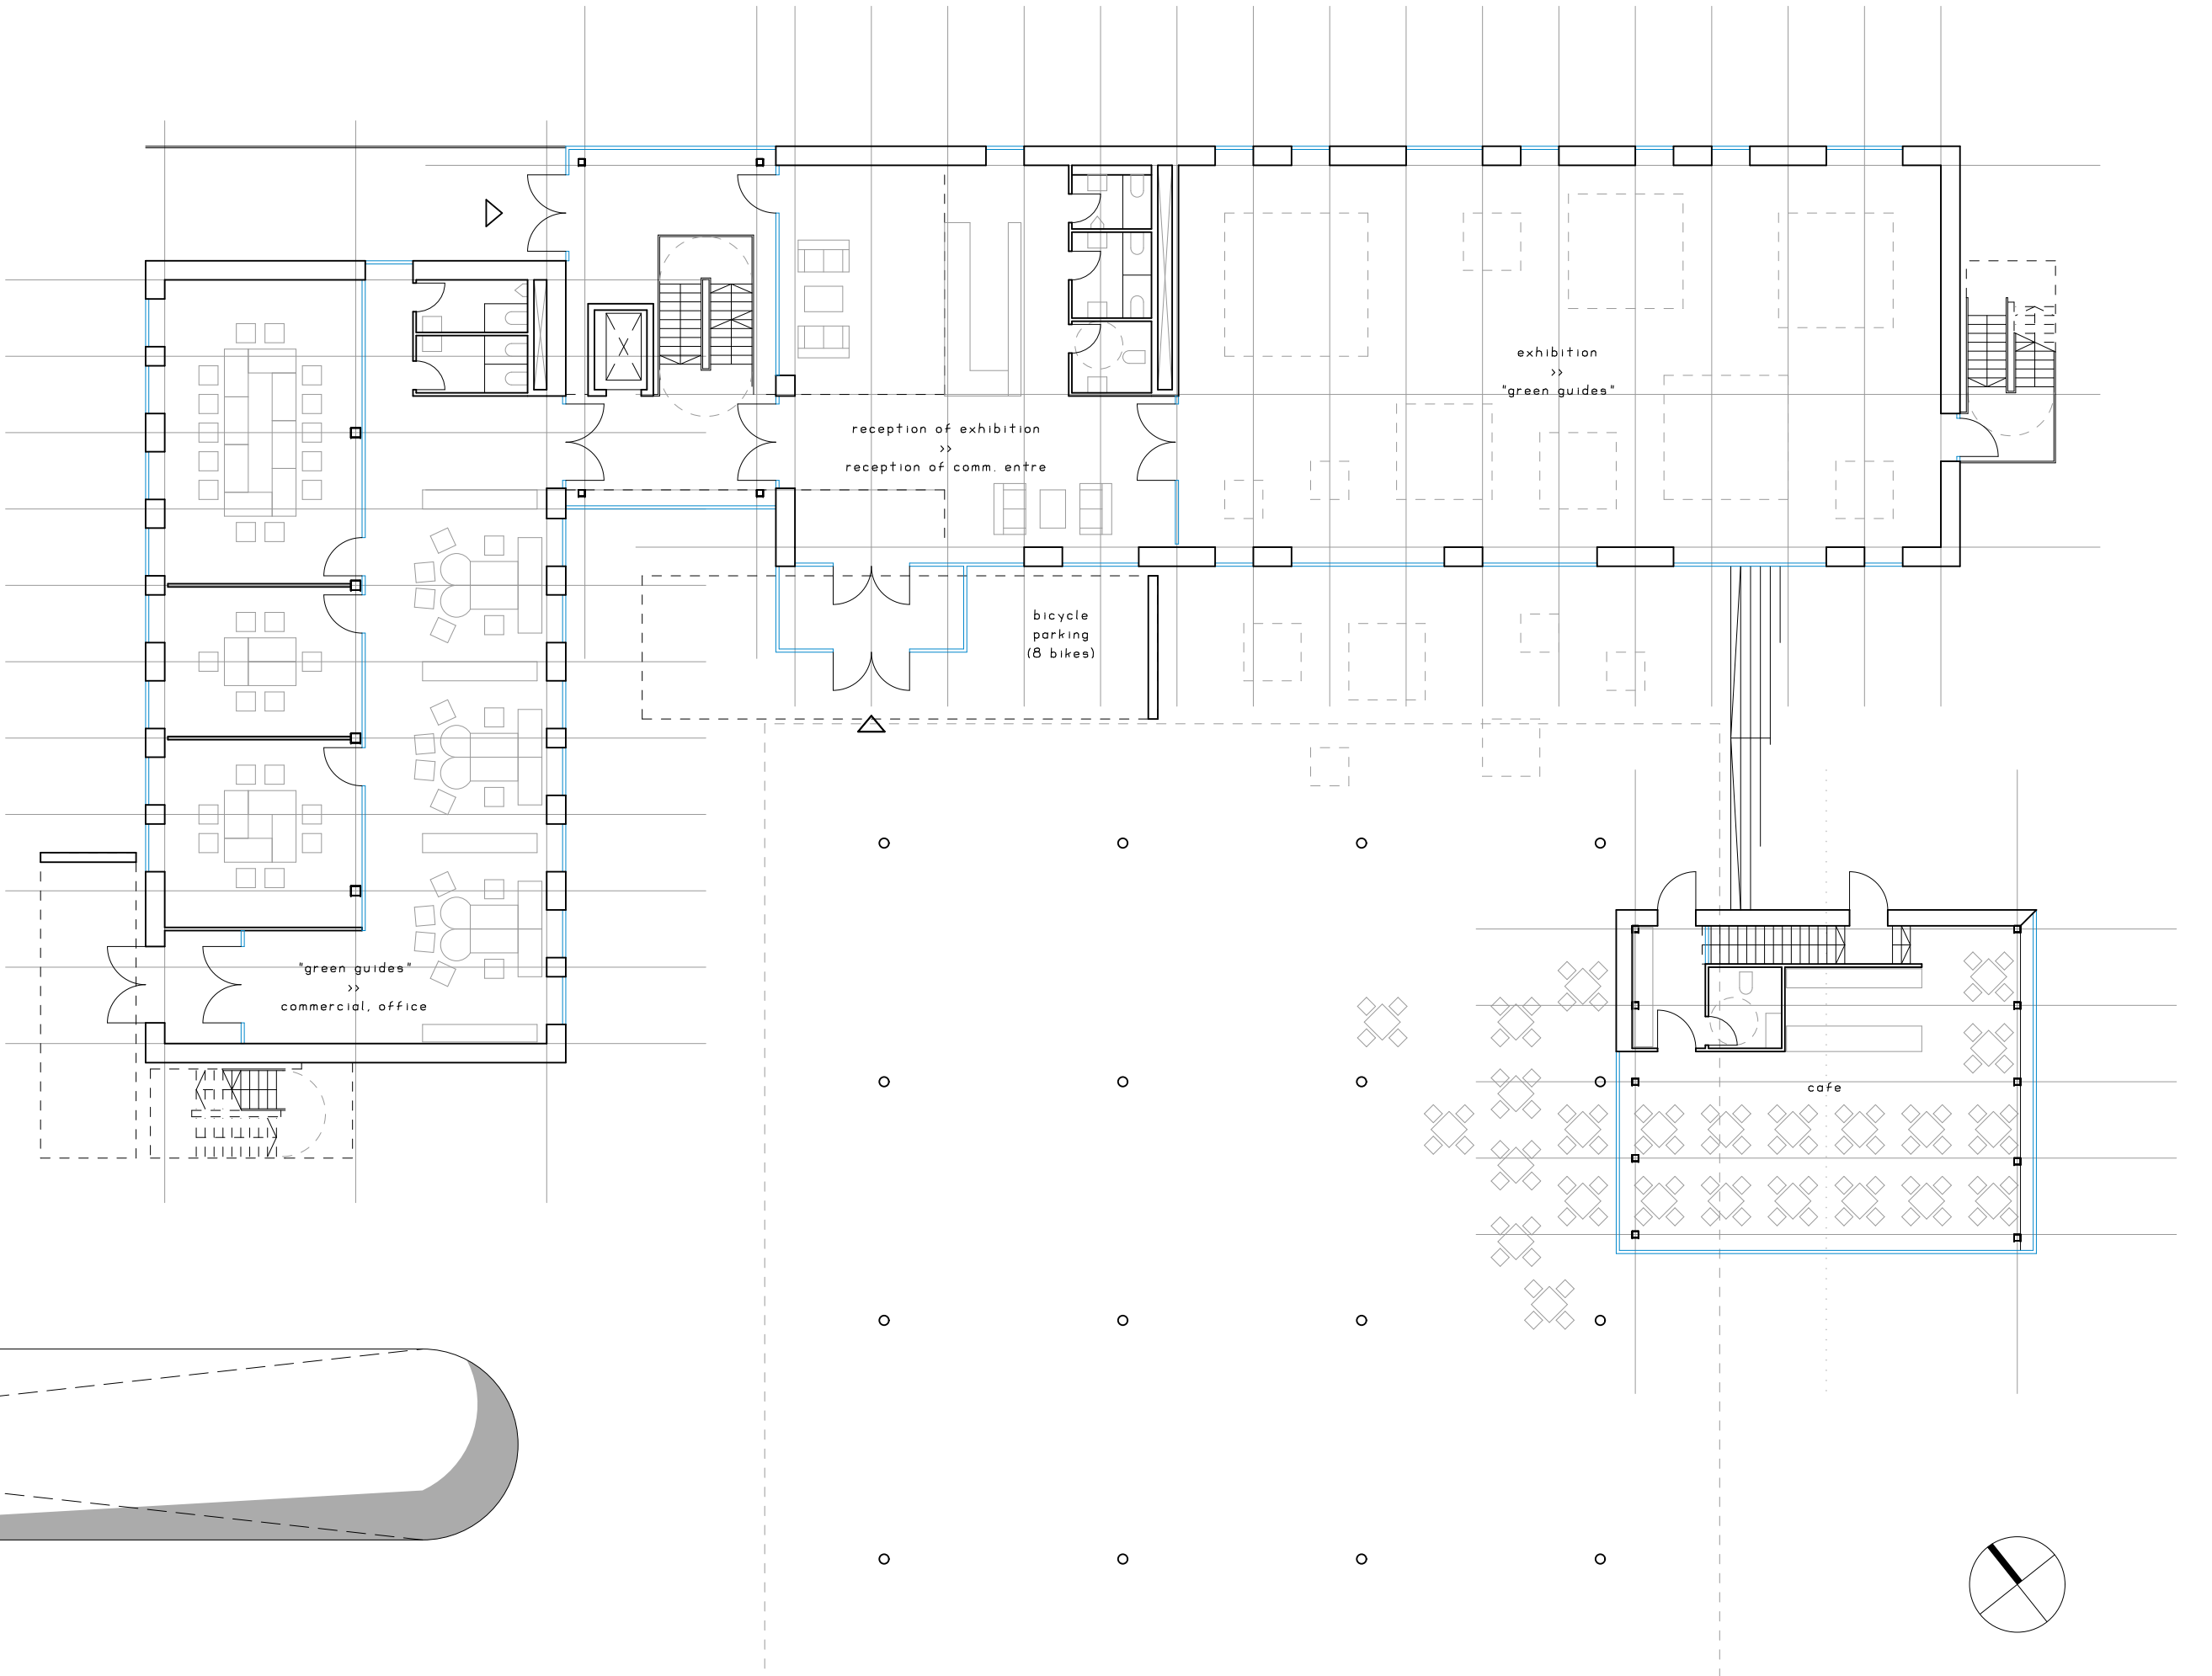 exhibition
>>
"green guides"
reception of exhibition
>>
reception of comm. entre
bicycle
parking
(8 bikes)
"green guides"
>>
commercial, office
cafe